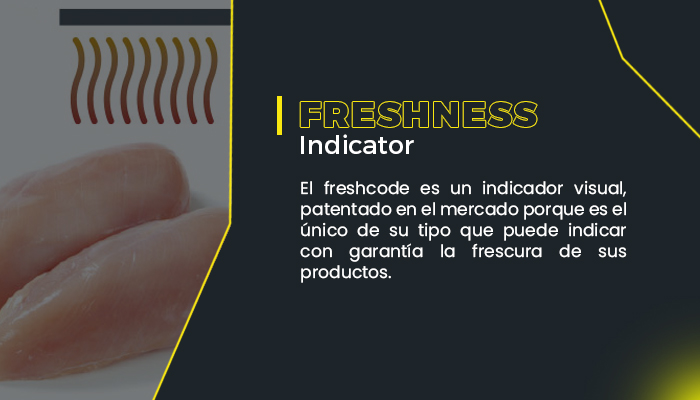 FRESHNESS
Indicator
El freshcode es un indicador visual,
patentado en el mercado porque es el
único de su tipo que puede indicar
con garantía la frescura de sus
productos.